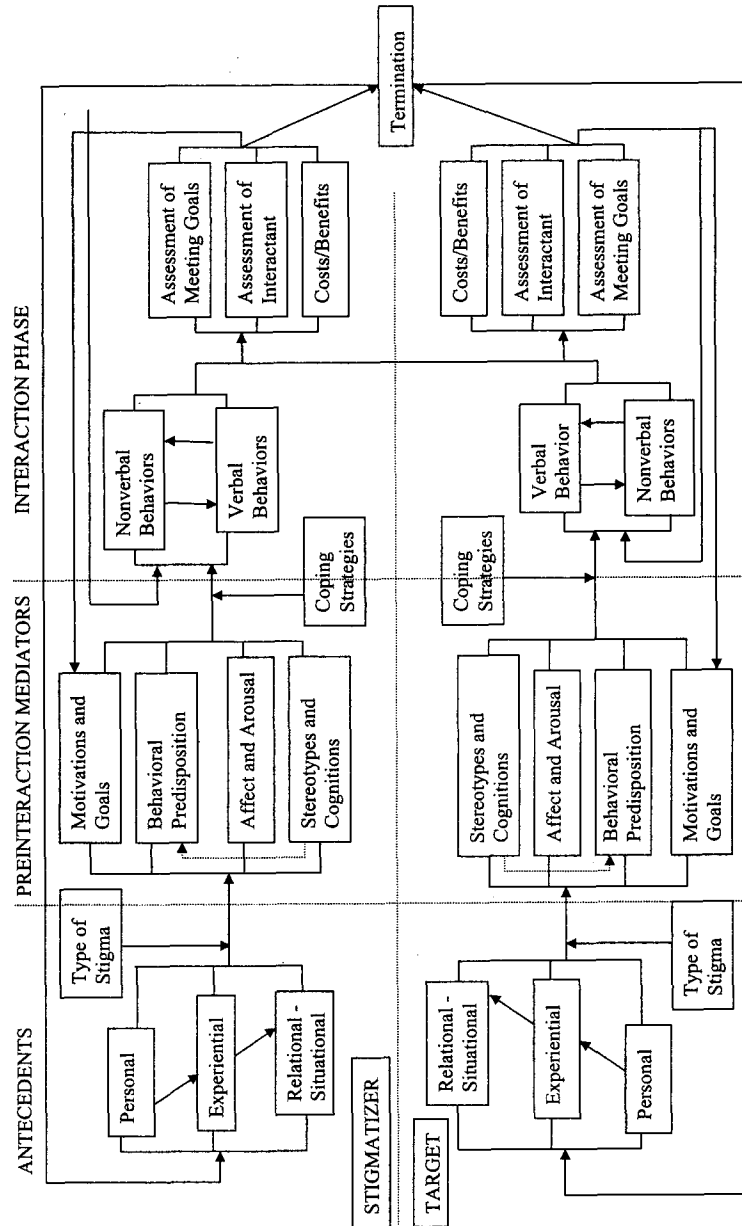 ANTECEDENTS
PREINTERACTION MEDIATORS
INTERACTION PHASE
Type of
Stigma
Personal
Experiential
Relational -
Situational
STIGMATIZER
Motivations and
Goals
Behavioral
Predisposition
Affect and Arousal
Stereotypes and
Cognitions
Coping
Strategies
Nonverbal
Behaviors
Verbal
Behaviors
Assessment of
Meeting Goals
Assessment of
Interactant
Costs/Benefits
Termination
TARGET
Relational -
Situational
Experiential
Personal
Type of
Stigma
Stereotypes and
Cognitions
Affect and Arousal
Behavioral
Predisposition
Motivations and
Goals
Coping
Strategies
Verbal
Behavior
Nonverbal
Behaviors
Costs/Benefits
Assessment of
Interactant
Assessment of
Meeting Goals